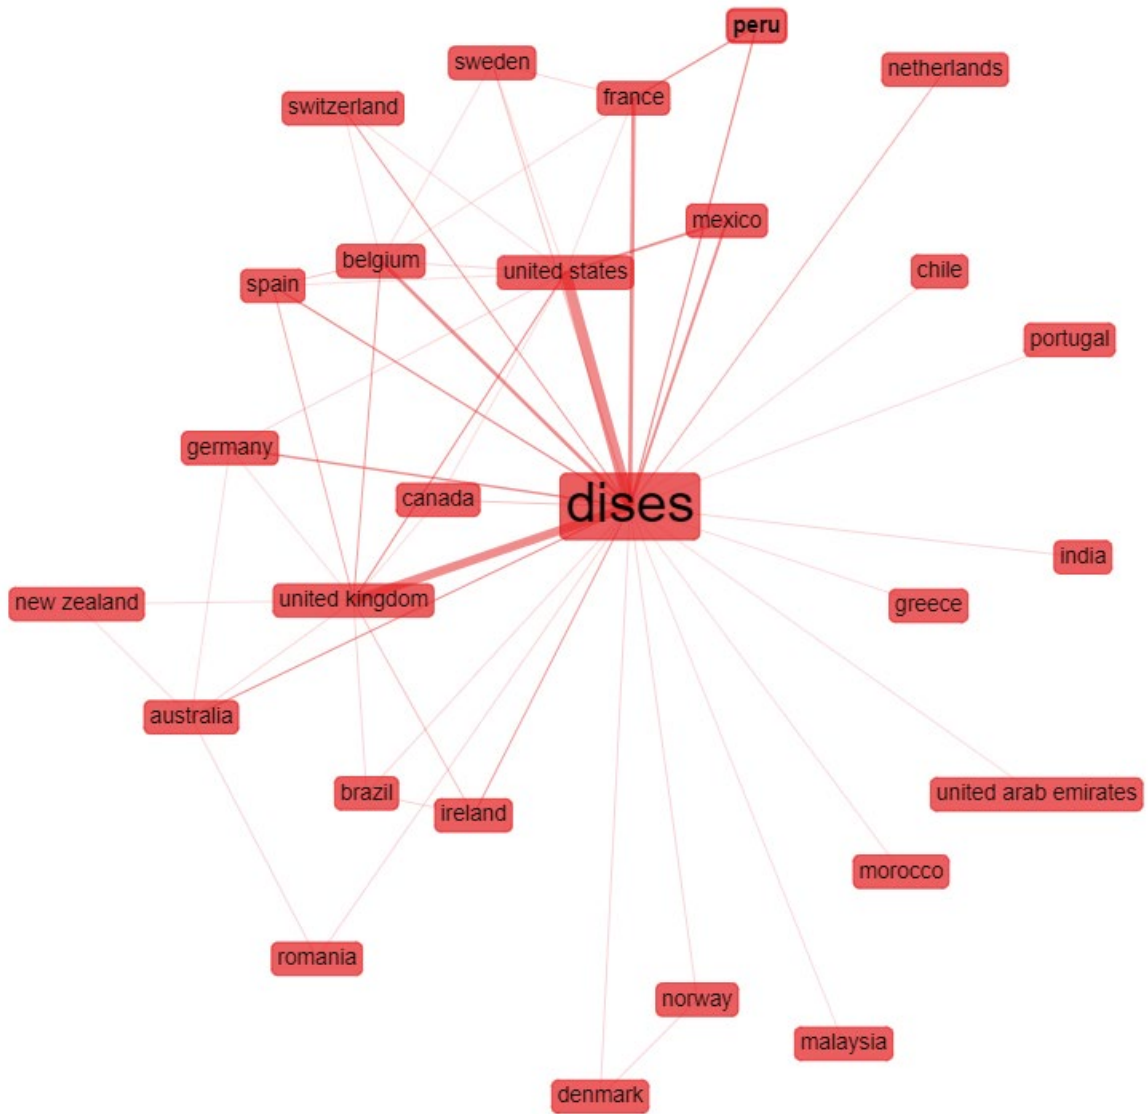 peru
sweden
netherlands
france
switzerland
mexico
belgium
united states
chile
spain
portugal
germany
canada
dises
india
new zealand
united kingdom
greece
australia
brazil
united arab emirates
ireland
morocco
romania
norway
malaysia
denmark